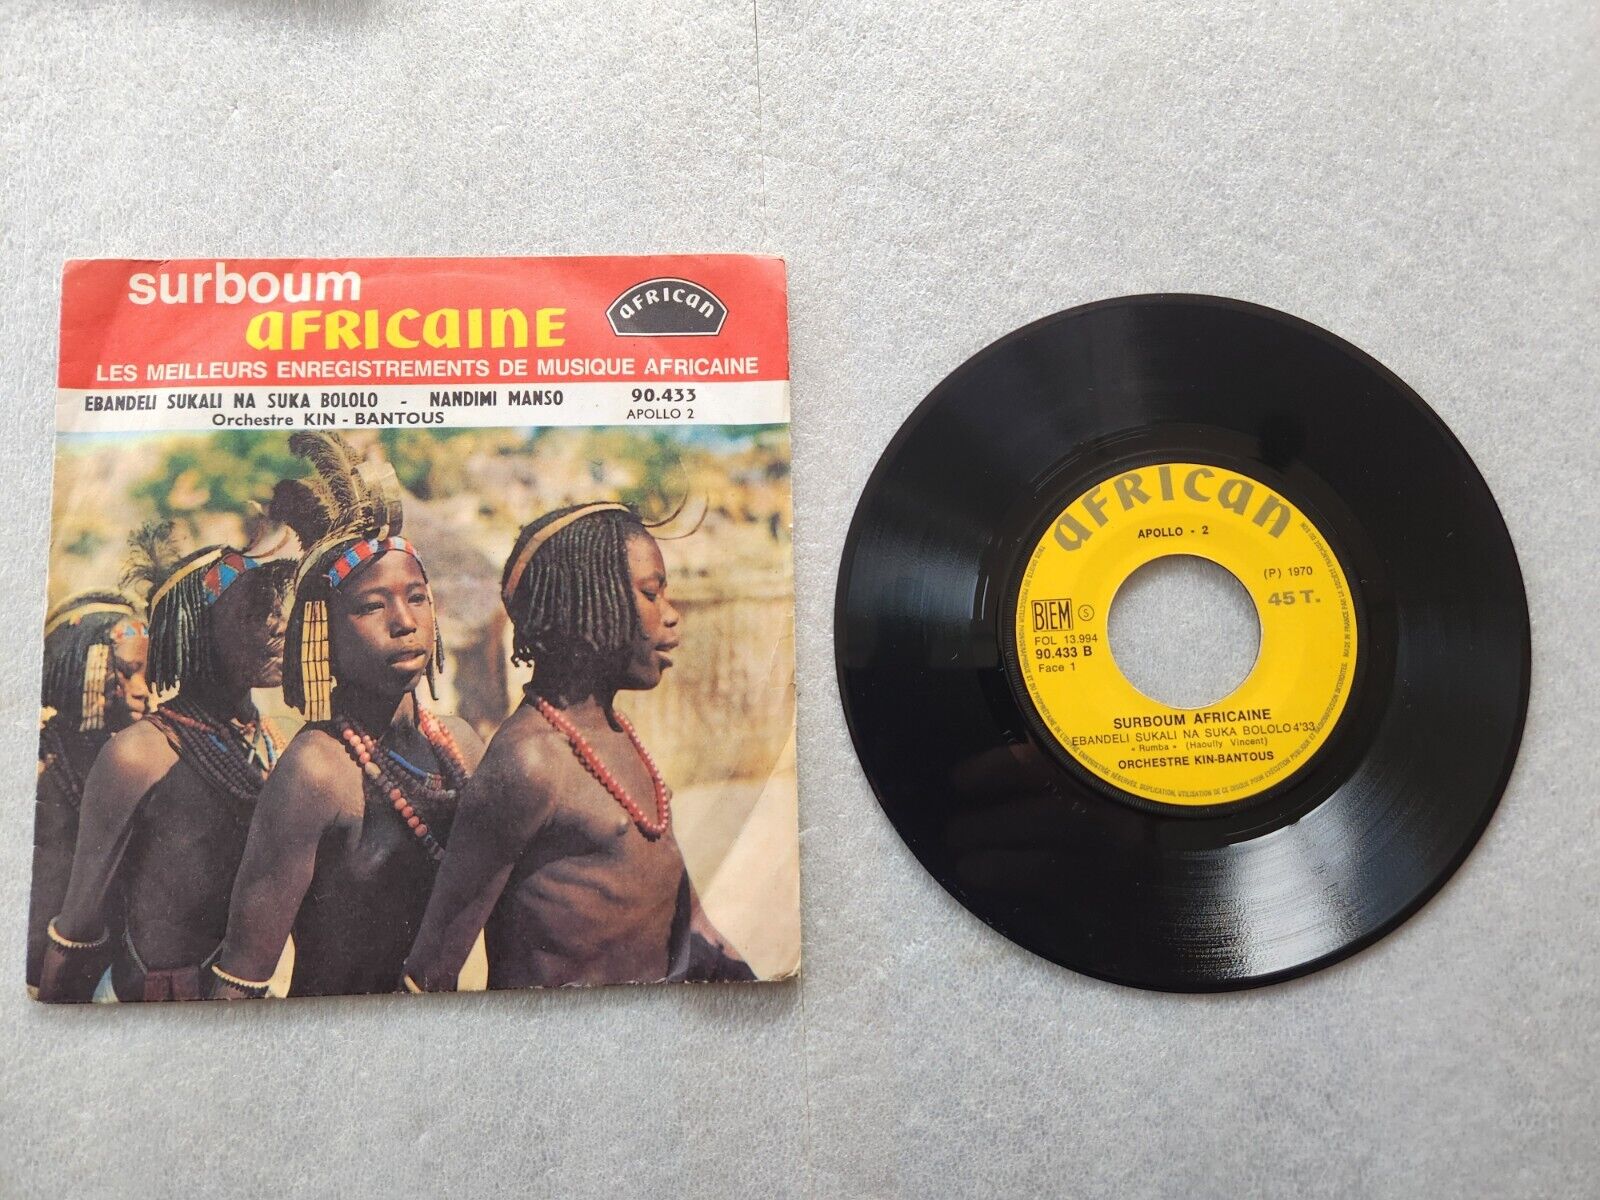 surboum
aFRICaINE
aFRICan
LES MEILLEURS ENREGISTREMENTS DE MUSIQUE AFRICAINE
EBANDELI SUKALI NA SUKA BOLOLO - NANDIMI MANSO 90.433
Orchestre KIN - BANTOUS APOLLO 2
aFRICan
APOLLO - 2
(P) 1970
45 T.
BIEM S
FOL 13.994
90.433 B
Face 1
SURBOUM AFRICAINE
EBANDELI SUKALI NA SUKA BOLOLO 4'33
« Rumba » (Haoully Vincent)
ORCHESTRE KIN-BANTOUS